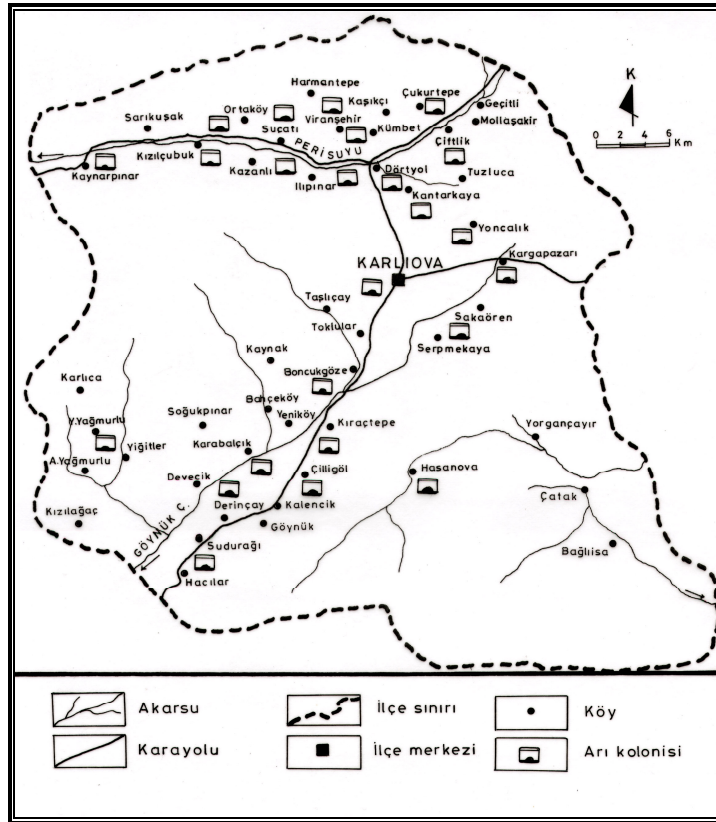 Harmantepe
Kaşıkçı
Çukurtepe
K
Ortaköy
Viranşehir
Geçitli
Sarıkuşak
Mollaşakir
Suçatı
Kümbet
PERİSUYU
Çiftlik
0 2 4 6
Km
Kızılçubuk
Kazanlı
Ilıpınar
Dörtyol
Tuzluca
Kaynarpınar
Kantarkaya
Yoncalık
KARLIOVA
Kargapazarı
Taşlıçay
Sakaören
Toklular
Serpmekaya
Kaynak
Boncukgöze
Karlıca
Bahçeköy
Soğukpınar
Yeniköy
Y.Yağmurlu
Kıraçtepe
Yorgançayır
Yiğitler
Karabalçık
A.Yağmurlu
Çilligöl
Hasanova
Devecik
Çatak
Derinçay
Kalencik
Kızılağaç
GÖYNÜK Ç.
Göynük
Sudurağı
Bağlıisa
Hacılar
Akarsu
İlçe sınırı
Köy
Karayolu
İlçe merkezi
Arı kolonisi